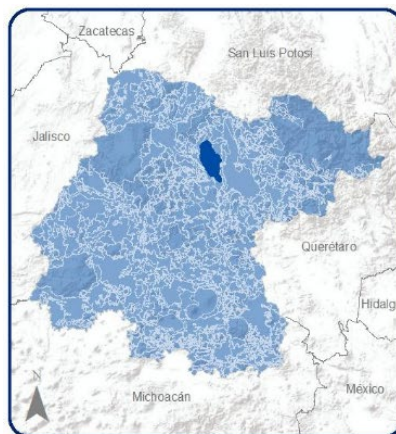 Zacatecas
San Luis Potosí
Jalisco
Querétaro
Hidalg
N
México
Michoacán